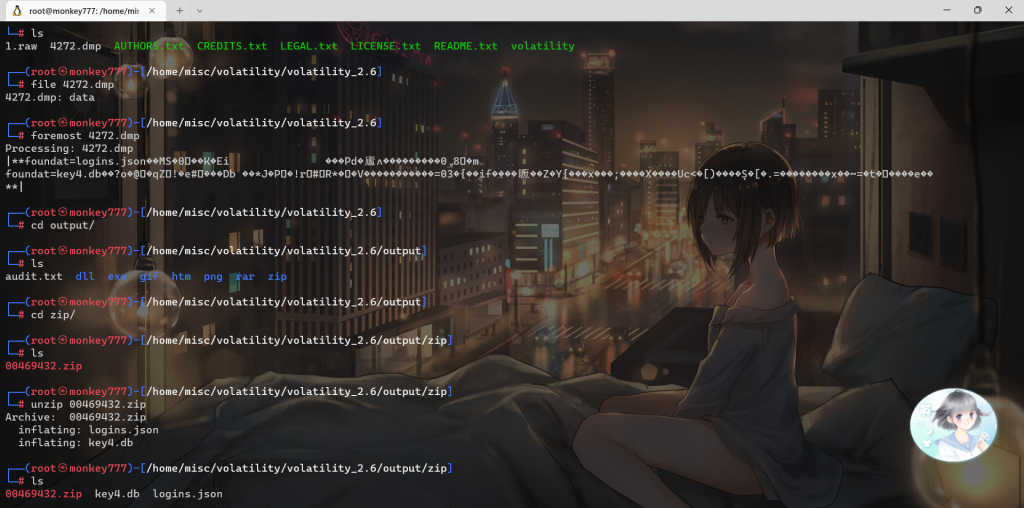 root@monkey777: /home/mis
└─# ls
1.raw  4272.dmp  AUTHORS.txt  CREDITS.txt  LEGAL.txt  LICENSE.txt  README.txt  volatility
┌──(root㉿monkey777)-[/home/misc/volatility/volatility_2.6]
└─# file 4272.dmp
4272.dmp: data
┌──(root㉿monkey777)-[/home/misc/volatility/volatility_2.6]
└─# foremost 4272.dmp
Processing: 4272.dmp
|**foundat=logins.json
foundat=key4.db
**|
┌──(root㉿monkey777)-[/home/misc/volatility/volatility_2.6]
└─# cd output/
┌──(root㉿monkey777)-[/home/misc/volatility/volatility_2.6/output]
└─# ls
audit.txt  dll  exe  gif  htm  png  rar  zip
┌──(root㉿monkey777)-[/home/misc/volatility/volatility_2.6/output]
└─# cd zip/
┌──(root㉿monkey777)-[/home/misc/volatility/volatility_2.6/output/zip]
└─# ls
00469432.zip
┌──(root㉿monkey777)-[/home/misc/volatility/volatility_2.6/output/zip]
└─# unzip 00469432.zip
Archive:  00469432.zip
  inflating: logins.json
  inflating: key4.db
┌──(root㉿monkey777)-[/home/misc/volatility/volatility_2.6/output/zip]
└─# ls
00469432.zip  key4.db  logins.json